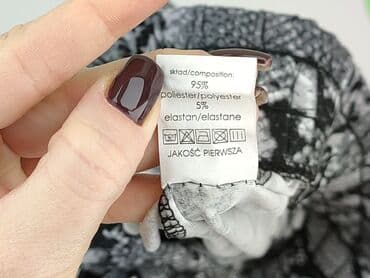 skład/composition:
95%
poliester/polyester
5%
elastan/elastane
JAKOŚĆ PIERWSZA